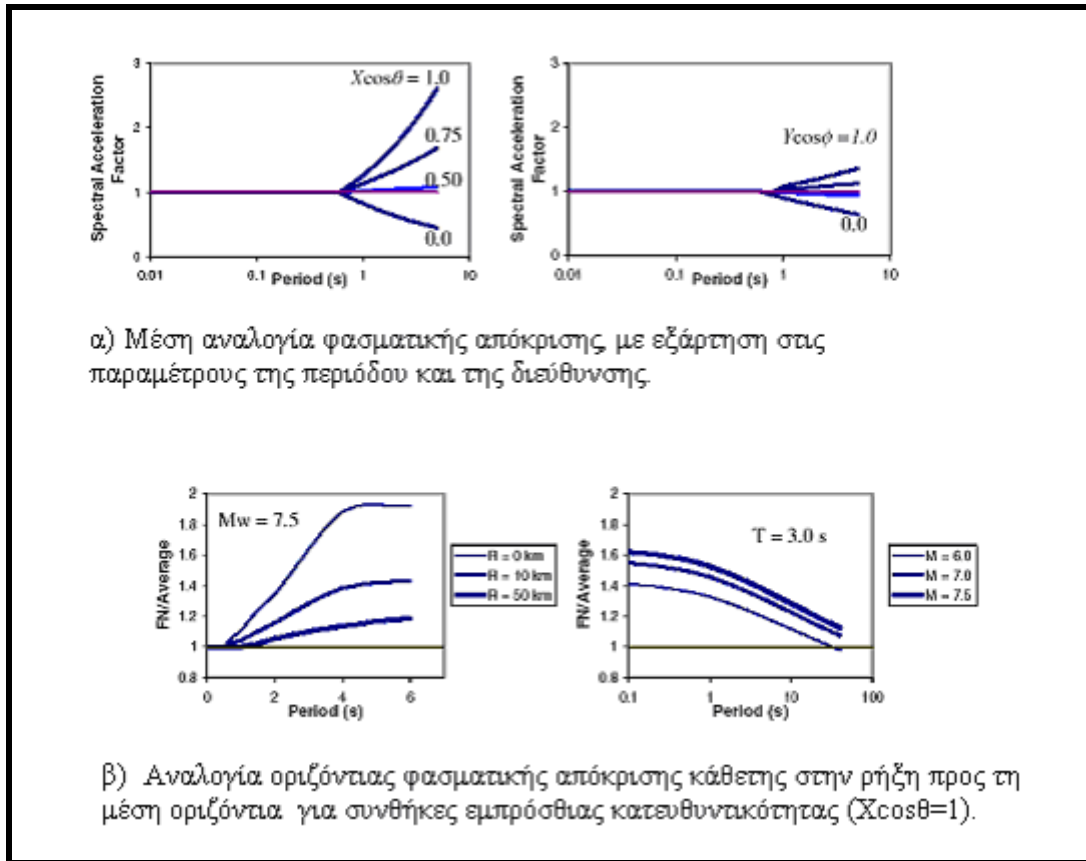 3
2
1
0
Spectral Acceleration
Factor
Xcosθ = 1.0
0.75
0.50
0.0
0.01
0.1
1
10
Period (s)
3
2
1
0
Spectral Acceleration
Factor
Ycosϕ =1.0
0.0
0.01
0.1
1
10
Period (s)
α) Μέση αναλογία φασματικής απόκρισης, με εξάρτηση στις
παραμέτρους της περιόδου και της διεύθυνσης.
2
1.8
1.6
1.4
1.2
1
0.8
FN/Average
Mw = 7.5
0
2
4
6
Period (s)
R = 0 km
R = 10 km
R = 50 km
2
1.8
1.6
1.4
1.2
1
0.8
FN/Average
T = 3.0 s
0.1
1
10
100
Period (s)
M = 6.0
M = 7.0
M = 7.5
β) Αναλογία οριζόντιας φασματικής απόκρισης κάθετης στην ρήξη προς τη
μέση οριζόντια για συνθήκες εμπρόσθιας κατευθυντικότητας (Xcosθ=1).